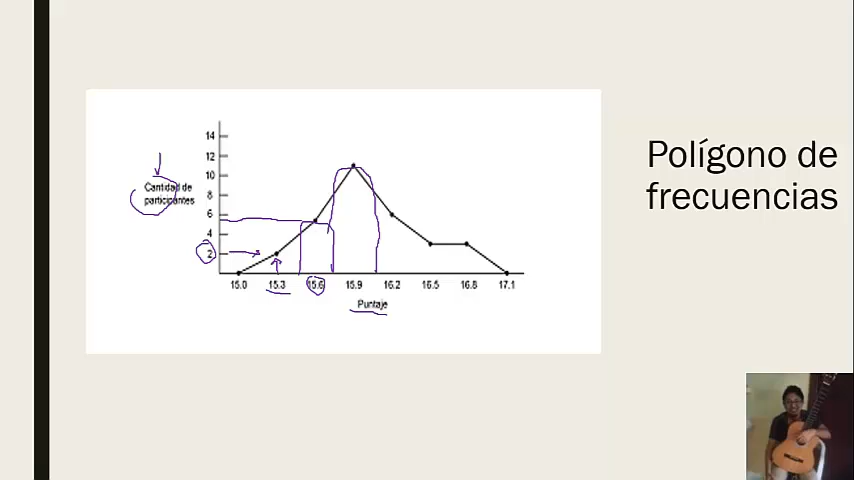 Polígono de
frecuencias
14
12
10
8
6
4
2
Cantidad de
participantes
15.0 15.3 15.6 15.9 16.2 16.5 16.8 17.1
Puntaje